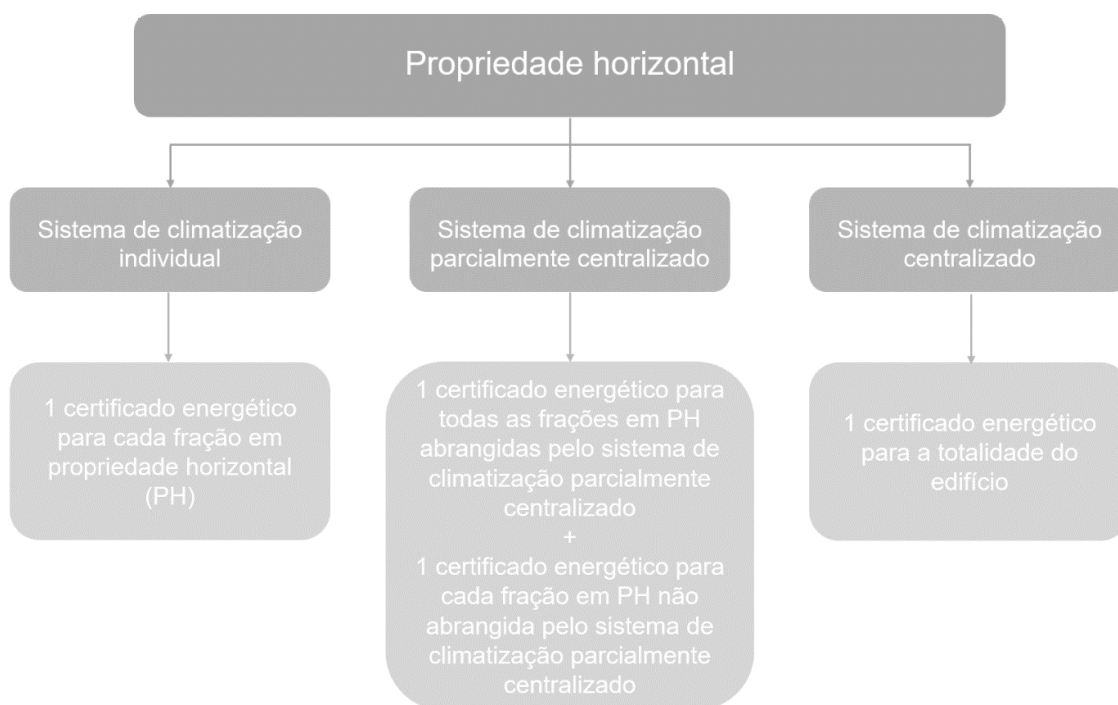 Propriedade horizontal
Sistema de climatização
individual
Sistema de climatização
parcialmente centralizado
Sistema de climatização
centralizado
1 certificado energético
para cada fração em
propriedade horizontal
(PH)
1 certificado energético para
todas as frações em PH
abrangidas pelo sistema de
climatização parcialmente
centralizado
+
1 certificado energético para
cada fração em PH não
abrangida pelo sistema de
climatização parcialmente
centralizado
1 certificado energético
para a totalidade do
edifício